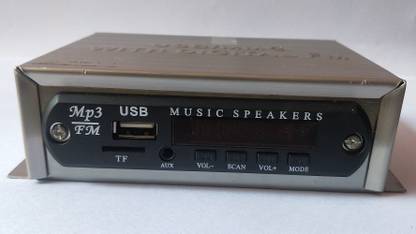 Mp3
FM
USB
MUSIC SPEAKERS
TF
AUX
VOL-
SCAN
VOL+
MODE